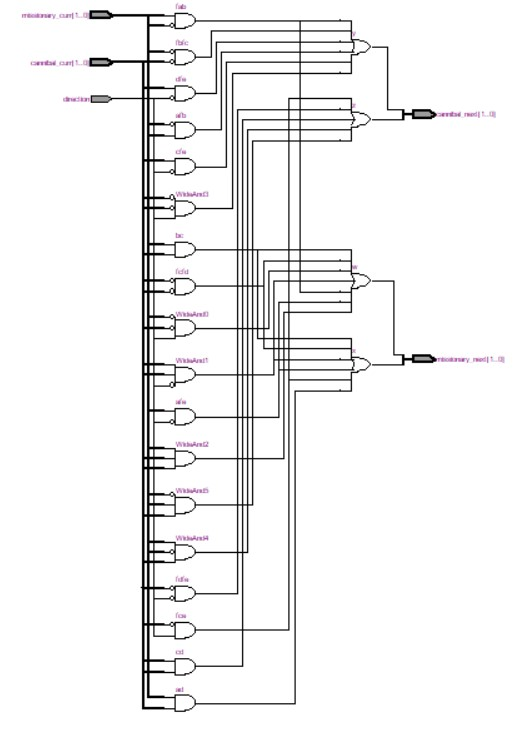 fab
missionary_curr[1...0]
fbfc
cannibal_curr[1...0]
dfe
direction
afb
cfe
WideAnd3
bc
fcfd
WideAnd0
WideAnd1
afe
WideAnd2
WideAnd5
WideAnd4
fdfe
fce
cd
ad
y
z
cannibal_next[1...0]
w
x
missionary_next[1...0]